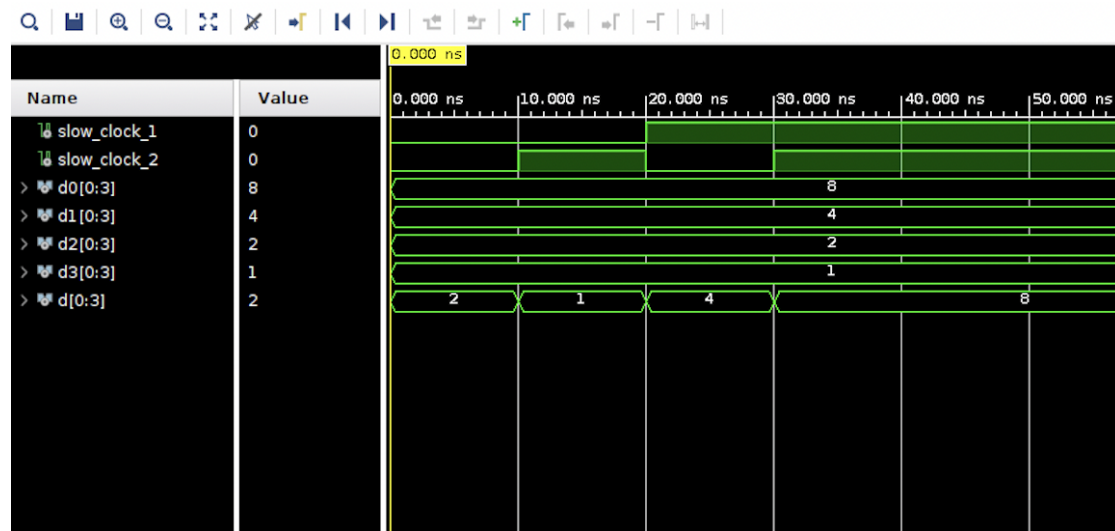 0.000 ns
Name Value
0.000 ns 10.000 ns 20.000 ns 30.000 ns 40.000 ns 50.000 ns
slow_clock_1 0
slow_clock_2 0
d0[0:3] 8 8
d1[0:3] 4 4
d2[0:3] 2 2
d3[0:3] 1 1
d[0:3] 2 2 1 4 8